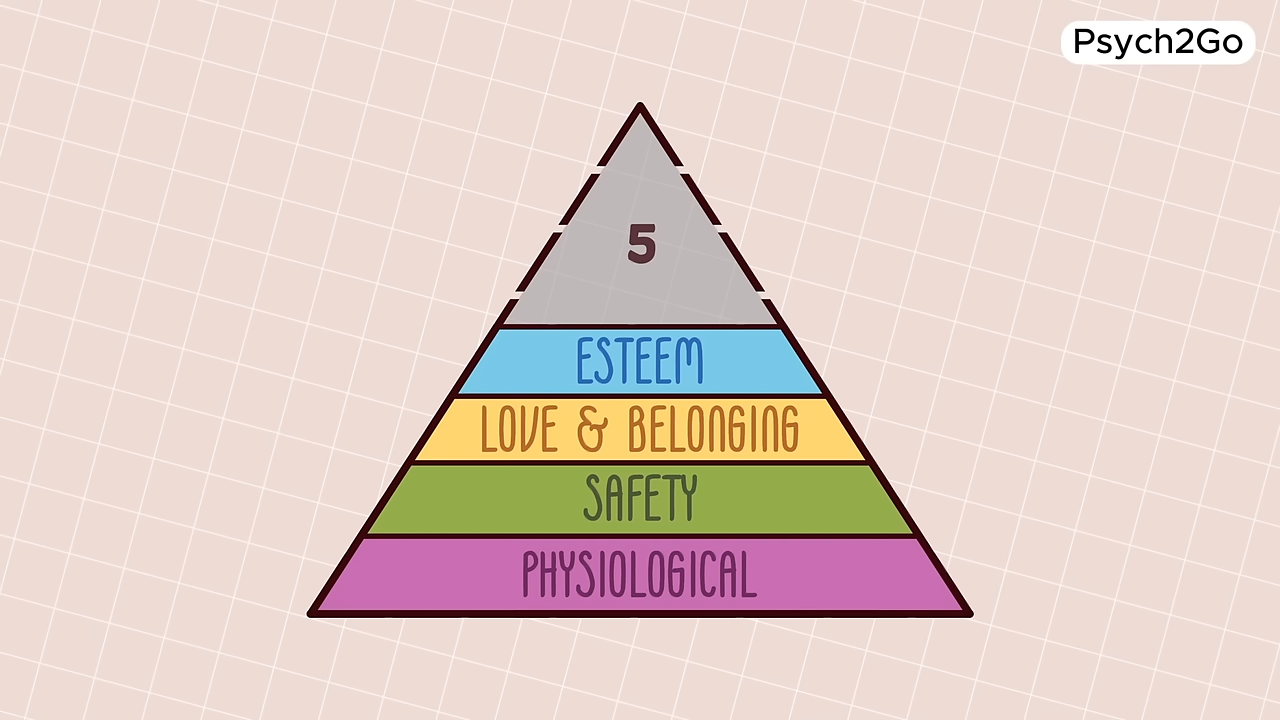 Psych2Go
5
ESTEEM
LOVE & BELONGING
SAFETY
PHYSIOLOGICAL